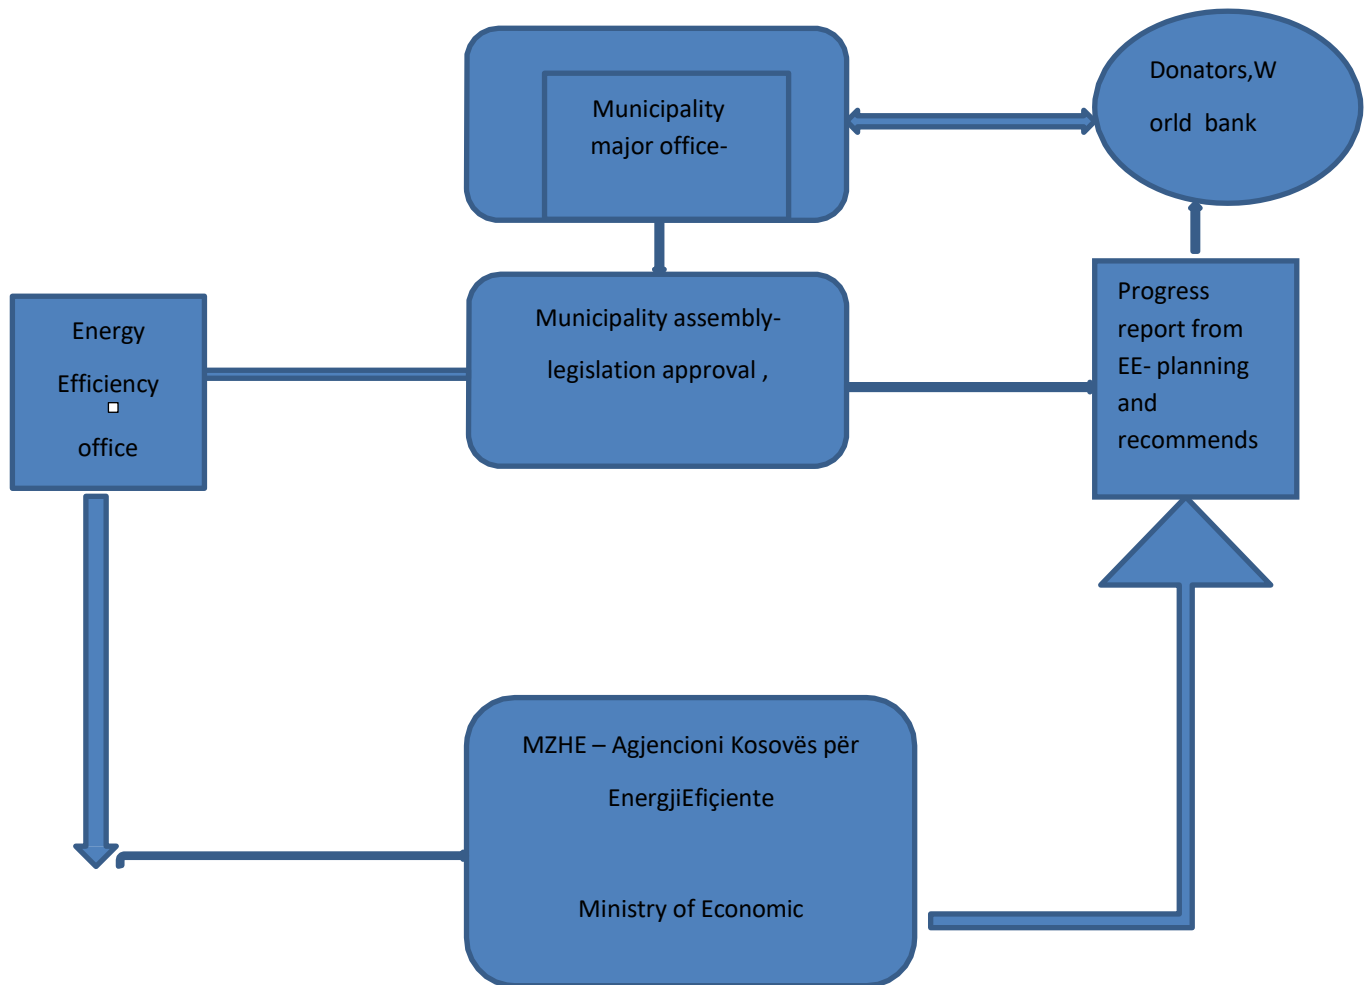 Municipality
major office-
Donators,W
orld bank
Energy
Efficiency
office
Municipality assembly-
legislation approval ,
Progress
report from
EE- planning
and
recommends
MZHE – Agjencioni Kosovës për
EnergjiEfiçiente
Ministry of Economic